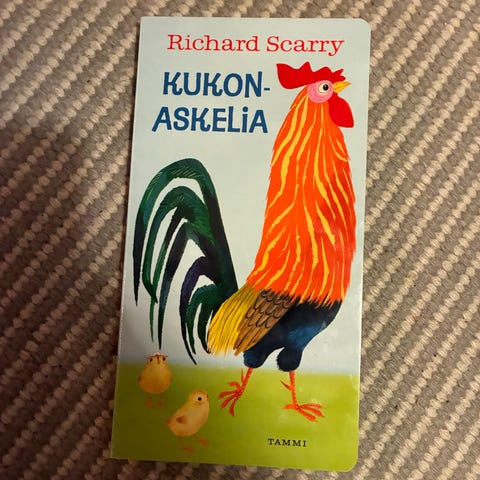 Richard Scarry
KUKON-
ASKELiA
TAMMI